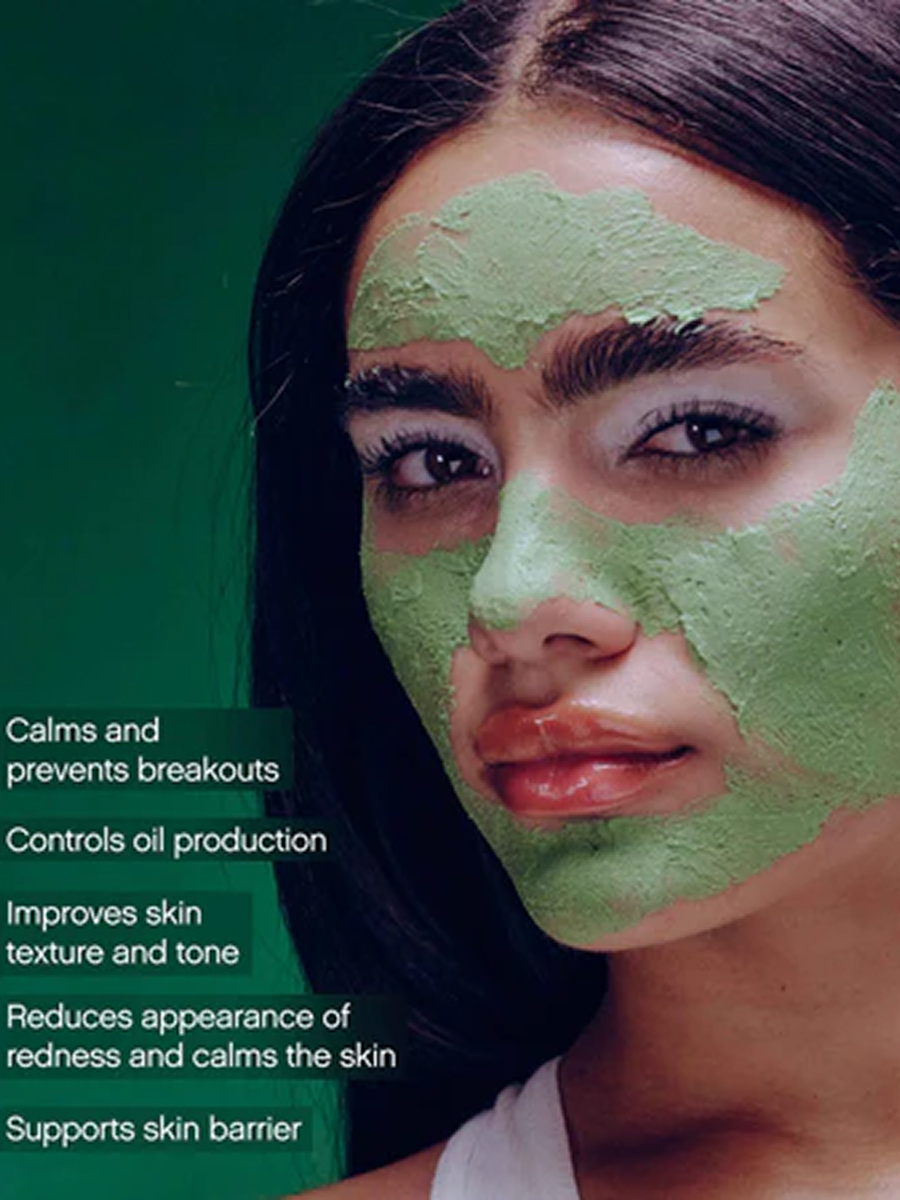 Calms and
prevents breakouts
Controls oil production
Improves skin
texture and tone
Reduces appearance of
redness and calms the skin
Supports skin barrier